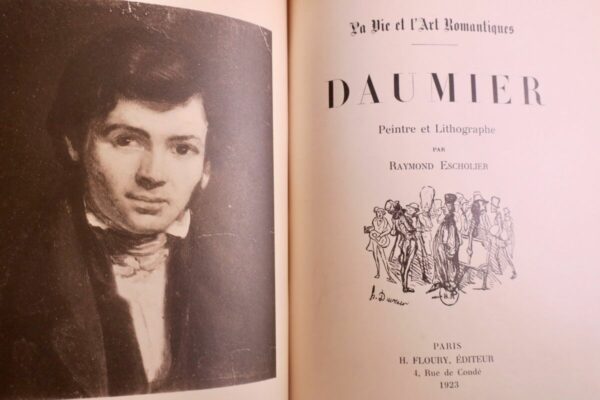 La Vie et l'Art Romantiques
DAUMIER
Peintre et Lithographe
PAR
RAYMOND ESCHOLIER
h. Daumier
PARIS
H. FLOURY, ÉDITEUR
4, Rue de Condé
1923